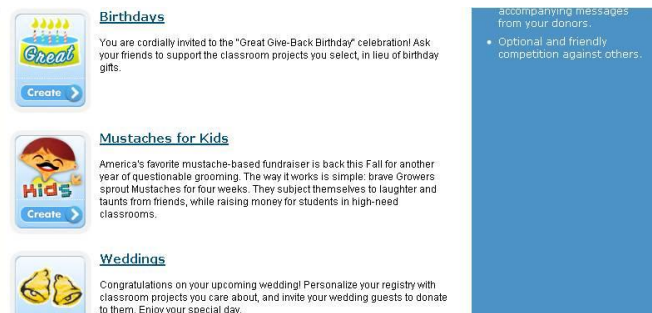 Birthdays
You are cordially invited to the "Great Give-Back Birthday" celebration! Ask
your friends to support the classroom projects you select, in lieu of birthday
gifts.
Great
Create
Mustaches for Kids
America's favorite mustache-based fundraiser is back this Fall for another
year of questionable grooming. The way it works is simple: brave Growers
sprout Mustaches for four weeks. They subject themselves to laughter and
taunts from friends, while raising money for students in high-need
classrooms.
Kids
Create
Weddings
Congratulations on your upcoming wedding! Personalize your registry with
classroom projects you care about, and invite your wedding guests to donate
to them. Enjoy your special day.
accompanying messages
from your donors.
Optional and friendly
competition against others.